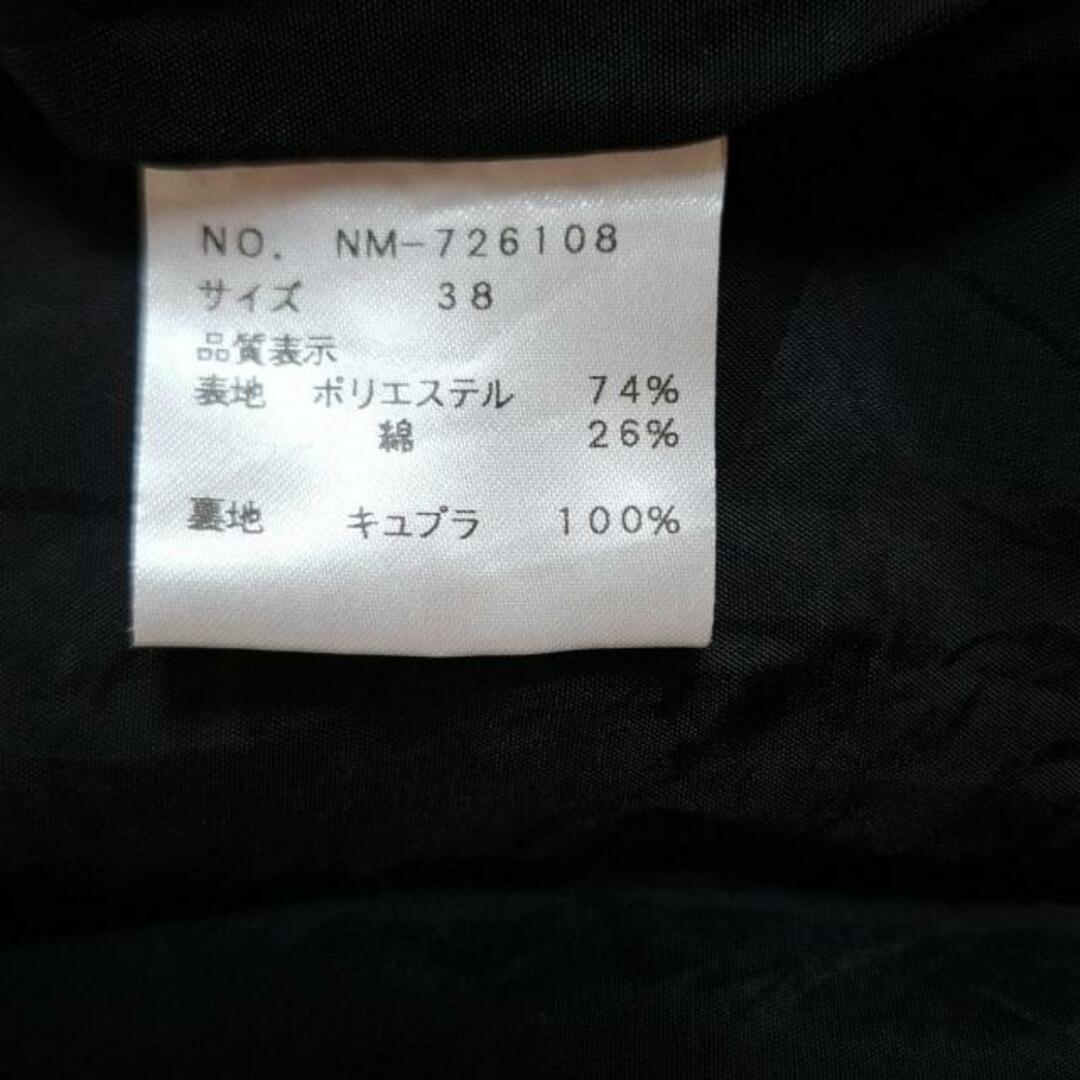 NO. NM-726108
サイズ 38
品質表示
表地 ポリエステル 74%
綿 26%
裏地 キュプラ 100%